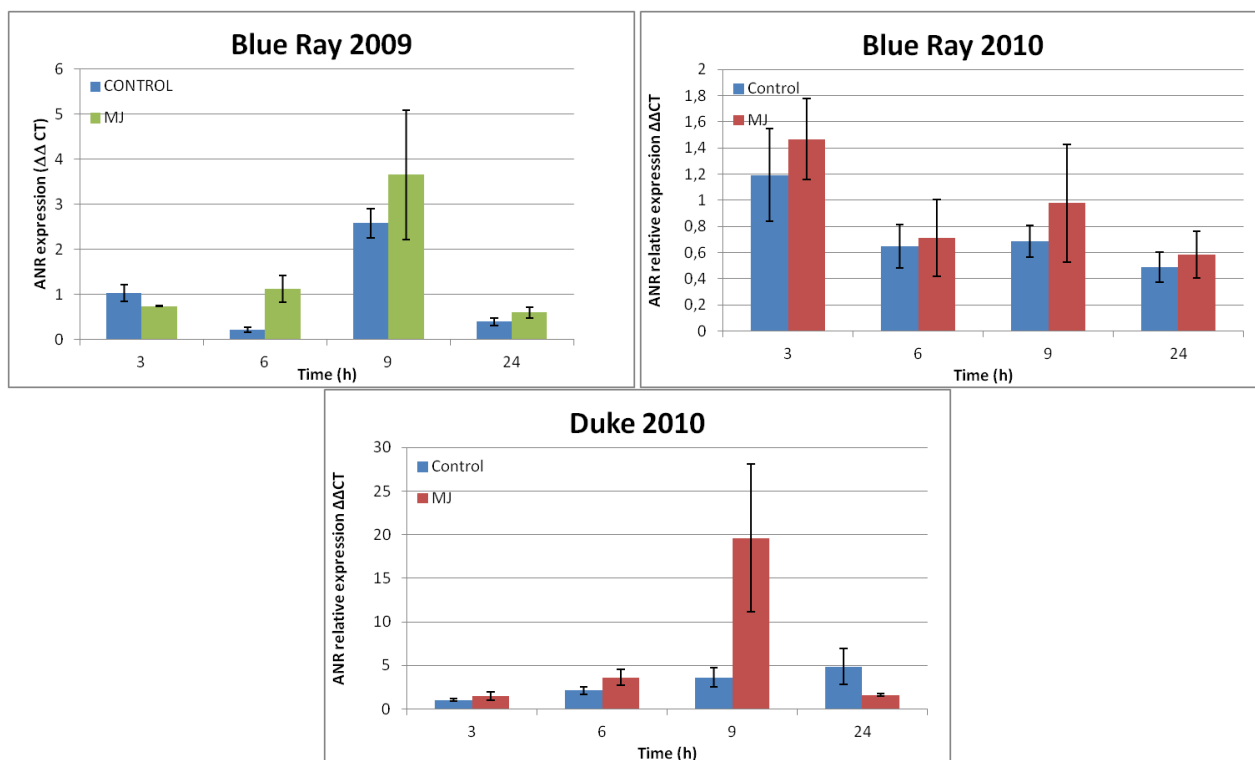 Blue Ray 2009
ANR expression (Δ Δ CT)
6
5
4
3
2
1
0
CONTROL
MJ
3 6 9 24
Time (h)
Blue Ray 2010
ANR relative expression ΔΔCT
2
1,8
1,6
1,4
1,2
1
0,8
0,6
0,4
0,2
0
Control
MJ
3 6 9 24
Time (h)
Duke 2010
ANR relative expression ΔΔCT
30
25
20
15
10
5
0
Control
MJ
3 6 9 24
Time (h)